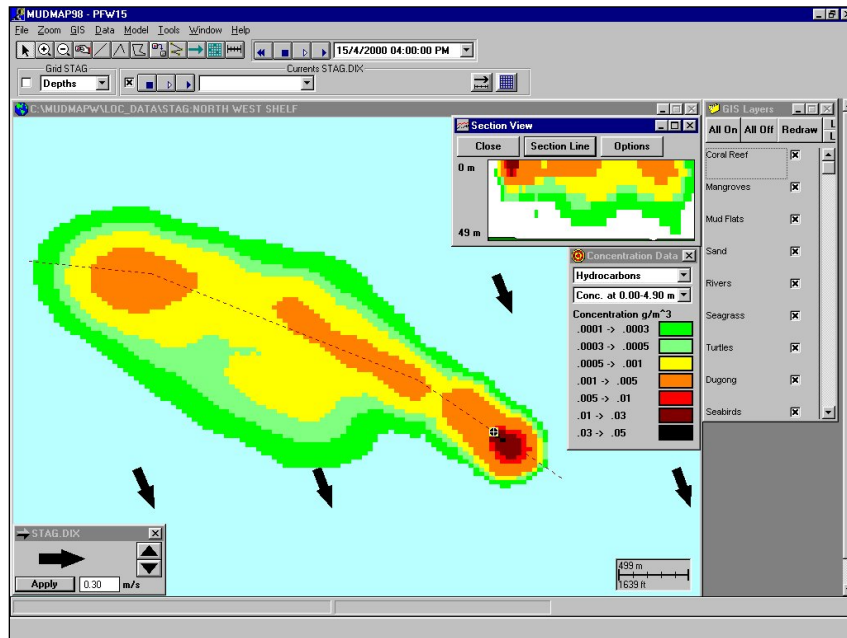 MUDMAP98 - PFW15
File Zoom GIS Data Model Tools Window Help
15/4/2000 04:00:00 PM
Grid STAG
Currents STAG.DIX
Depths
C:\MUDMAPW\LOC_DATA\STAG:NORTH WEST SHELF
Section View
Close Section Line Options
0 m
49 m
Concentration Data
Hydrocarbons
Conc. at 0.00-4.90 m
Concentration g/m^3
.0001 -> .0003
.0003 -> .0005
.0005 -> .001
.001 -> .005
.005 -> .01
.01 -> .03
.03 -> .05
GIS Layers
All On All Off Redraw L L
Coral Reef
Mangroves
Mud Flats
Sand
Rivers
Seagrass
Turtles
Dugong
Seabirds
STAG.DIX
Apply 0.30 m/s
499 m
1639 ft